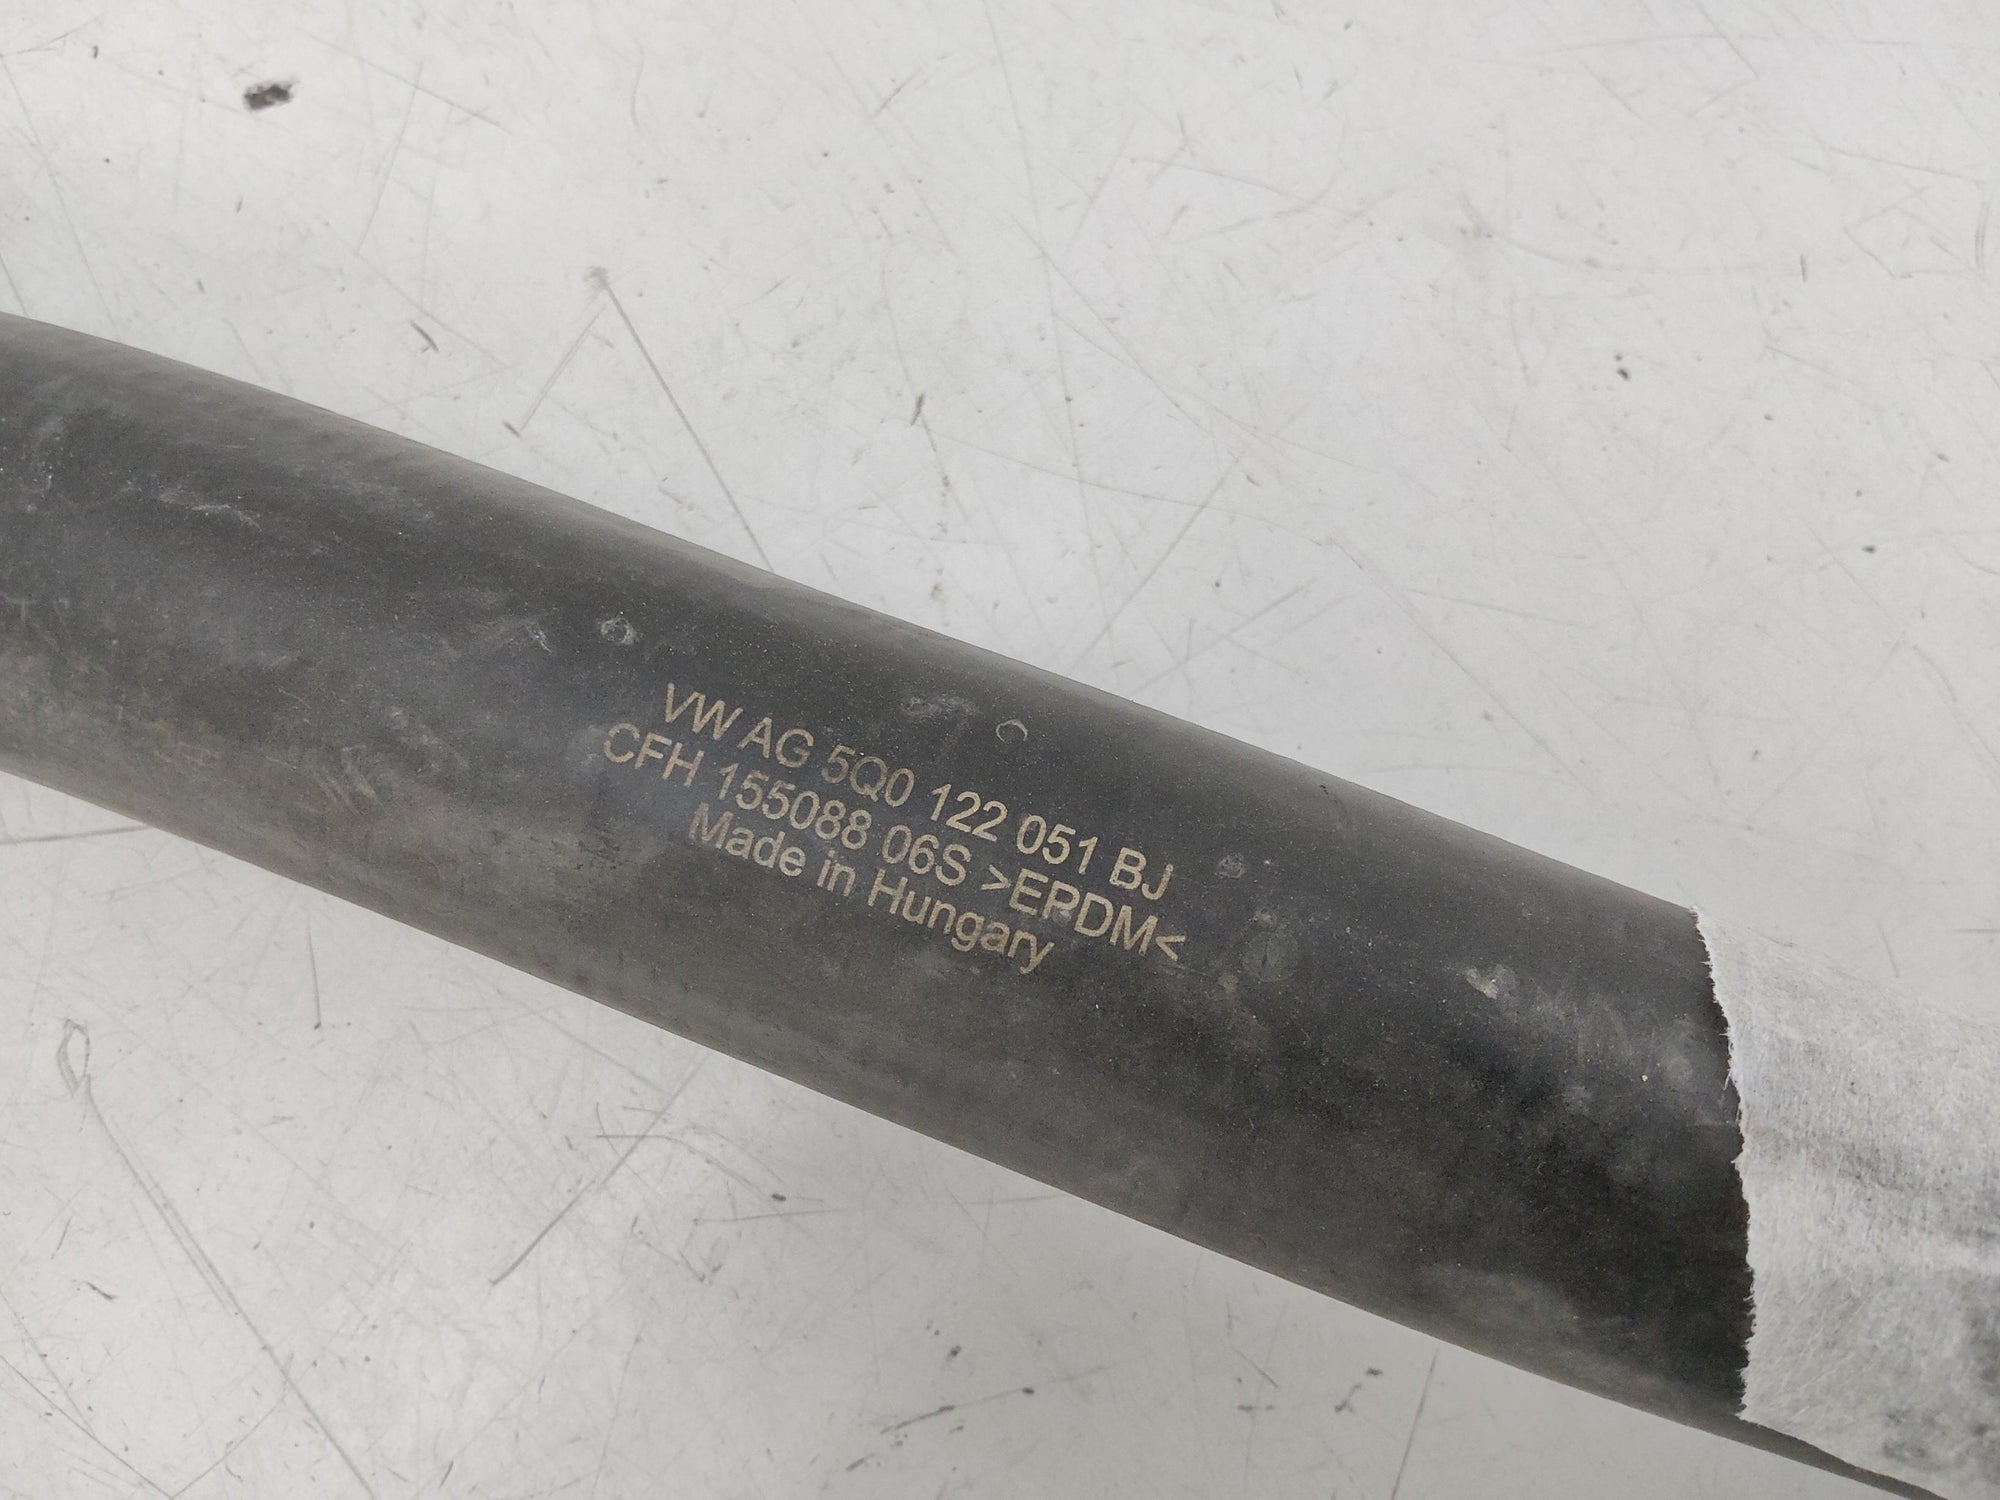 VW AG 5Q0 122 051 BJ
CFH 155088 06S >EPDM<
Made in Hungary